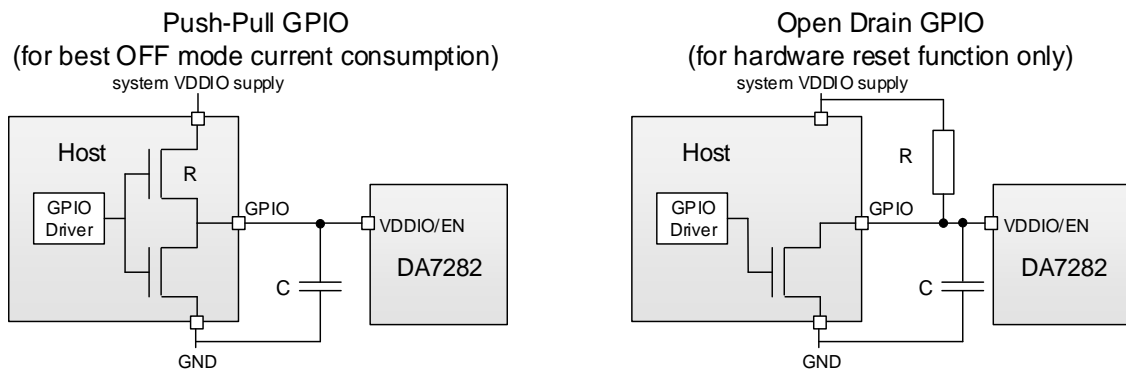 Push-Pull GPIO
(for best OFF mode current consumption)
system VDDIO supply
Host
R
GPIO
Driver
GPIO
VDDIO/EN
DA7282
C
GND
Open Drain GPIO
(for hardware reset function only)
system VDDIO supply
Host
R
GPIO
Driver
GPIO
VDDIO/EN
DA7282
C
GND